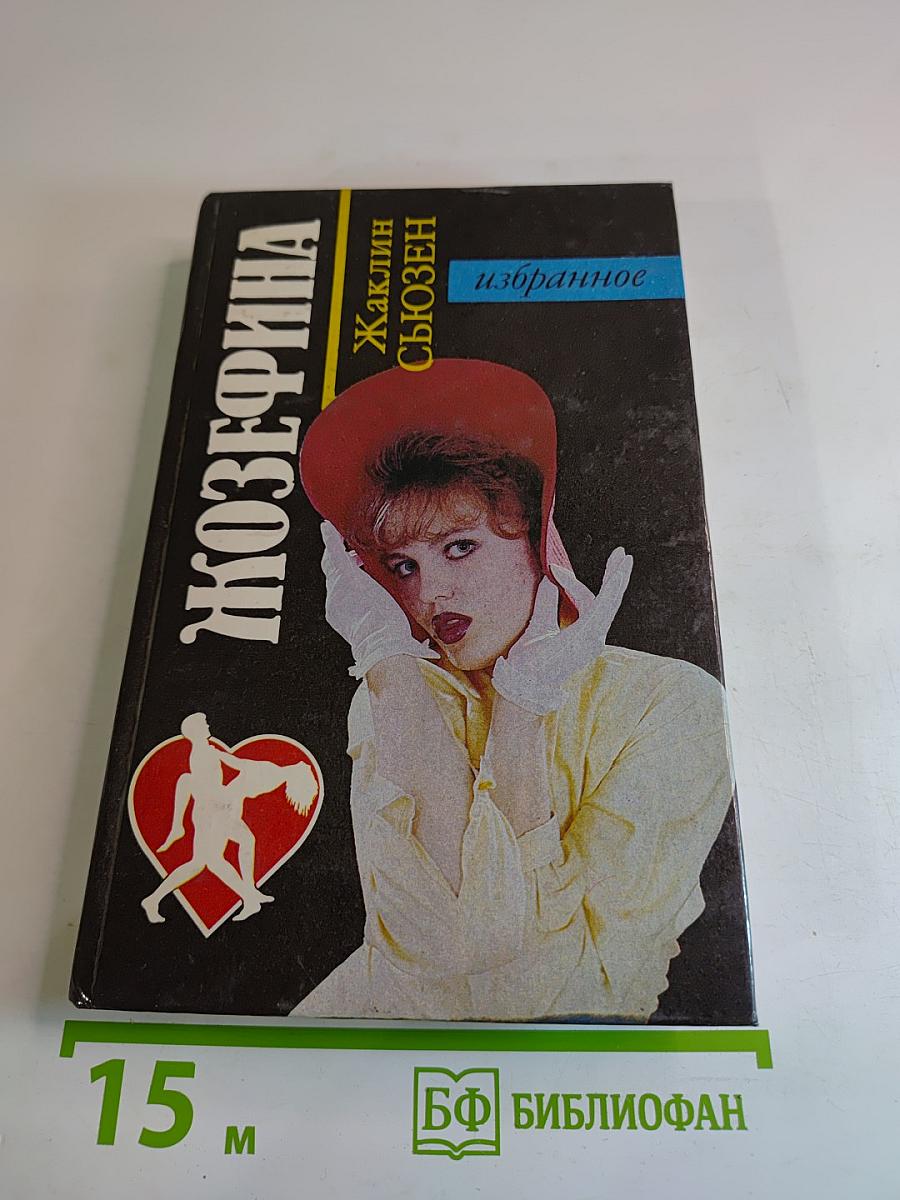 ЖОЗЕФИНА
Жаклин
СЬЮЗЕН
избранное
15 м
БФ БИБЛИОФАН